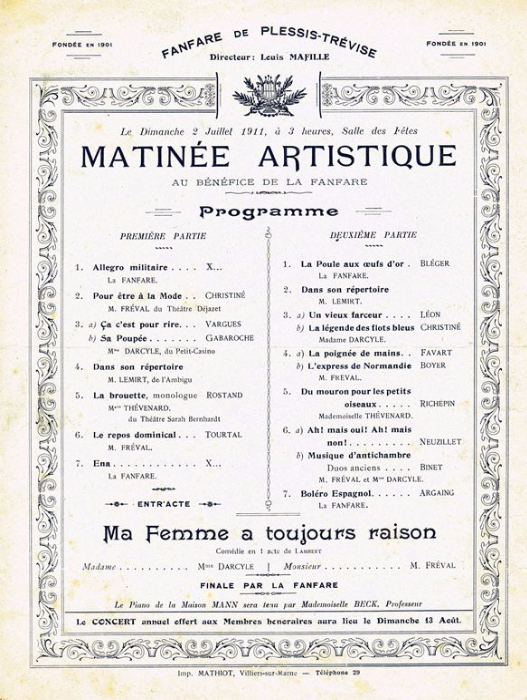 FONDÉE EN 1901
FANFARE DE PLESSIS-TRÉVISE
FONDÉE EN 1901
Directeur: Louis MAFILLE
Le Dimanche 2 Juillet 1911, à 3 heures, Salle des Fêtes
MATINÉE ARTISTIQUE
AU BÉNÉFICE DE LA FANFARE
Programme
PREMIÈRE PARTIE
1. Allegro militaire .... X...
La FANFARE.
2. Pour être à la Mode .. CHRISTINÉ
M. FRÉVAL du Théâtre Déjazet
3. a) Ça c'est pour rire... VARGUES
b) Sa Poupée..... GABAROCHE
Mme DARCYLE, du Petit-Casino
4. Dans son répertoire
M. LEMIRT, de l'Ambigu
5. La brouette, monologue ROSTAND
Mme THÉVENARD,
du Théâtre Sarah Bernhardt
6. Le repos dominical... TOURTAL
M. FRÉVAL.
7. Ena........... X...
La FANFARE.
ENTR'ACTE
DEUXIÈME PARTIE
1. La Poule aux œufs d'or . BLÉGER
La FANFARE.
2. Dans son répertoire
M. LEMIRT.
3. a) Un vieux farceur .... LÉON
b) La légende des flots bleus CHRISTINÉ
Madame DARCYLE.
4. a) La poignée de mains.. FAVART
b) L'express de Normandie BOYER
M. FREVAL.
5. Du mouron pour les petits
oiseaux..... RICHEPIN
Mademoiselle THÉVENARD.
6. a) Ah! mais oui! Ah! mais
non!......... NEUZILLET
b) Musique d'antichambre
Duos anciens .... BINET
M. FRÉVAL et Mme DARCYLE.
7. Boléro Espagnol...... ARGAING
La FANFARE.
Ma Femme a toujours raison
Comédie en 1 acte de LAMBERT
Madame .......... Mme DARCYLE | Monsieur ............ M. FRÉVAL
FINALE PAR LA FANFARE
Le Piano de la Maison MANN sera tenu par Mademoiselle BECK, Professeur
Le CONCERT annuel offert aux Membres honoraires aura lieu le Dimanche 13 Août.
Imp. MATHIOT, Villiers-sur-Marne — Téléphone 29